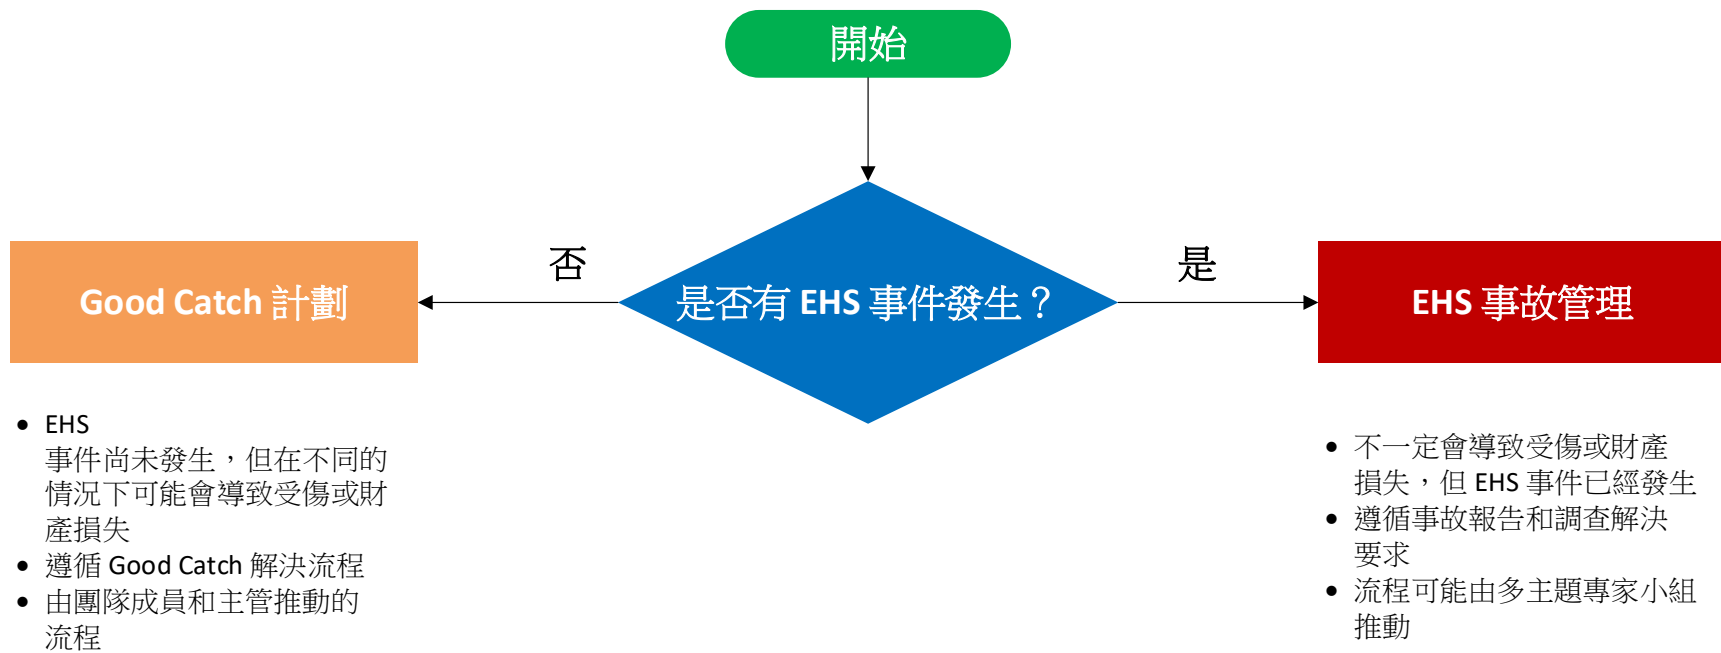 開始
否
是
Good Catch 計劃
是否有 EHS 事件發生？
EHS 事故管理
• EHS
事件尚未發生，但在不同的
情況下可能會導致受傷或財
產損失
• 遵循 Good Catch 解決流程
• 由團隊成員和主管推動的
流程
• 不一定會導致受傷或財產
損失，但 EHS 事件已經發生
• 遵循事故報告和調查解決
要求
• 流程可能由多主題專家小組
推動